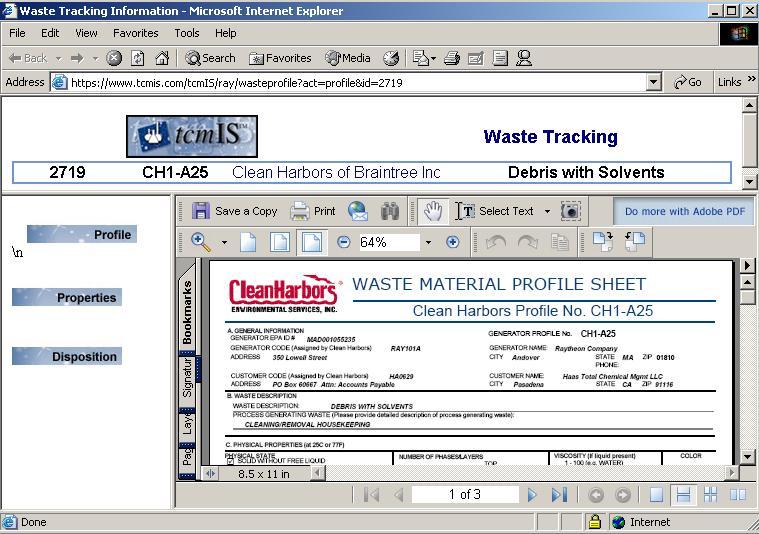 Waste Tracking Information - Microsoft Internet Explorer
File Edit View Favorites Tools Help
Back Search Favorites Media
Address https://www.tcmis.com/tcmIS/ray/wasteprofile?act=profile&id=2719 Go Links »
tcmIS™ Waste Tracking
2719 CH1-A25 Clean Harbors of Braintree Inc Debris with Solvents
Save a Copy Print Select Text Do more with Adobe PDF
64%
Profile
\n
Properties
Disposition
Bookmarks
Signatur
Laye
Pag
CleanHarbors®
ENVIRONMENTAL SERVICES, INC.
WASTE MATERIAL PROFILE SHEET
Clean Harbors Profile No. CH1-A25
A. GENERAL INFORMATION
GENERATOR EPA ID # MAD001055235 GENERATOR PROFILE No. CH1-A25
GENERATOR CODE (Assigned by Clean Harbors) RAY101A GENERATOR NAME: Raytheon Company
ADDRESS 350 Lowell Street CITY Andover STATE MA ZIP 01810
PHONE:
CUSTOMER CODE (Assigned by Clean Harbors) HA0629 CUSTOMER NAME: Haas Total Chemical Mgmt LLC
ADDRESS PO Box 60667 Attn: Accounts Payable CITY Pasadena STATE CA ZIP 91116
B. WASTE DESCRIPTION
WASTE DESCRIPTION: DEBRIS WITH SOLVENTS
PROCESS GENERATING WASTE (Please provide detailed description of process generating waste):
CLEANING/REMOVAL HOUSEKEEPING
C. PHYSICAL PROPERTIES (at 25C or 77F)
PHYSICAL STATE NUMBER OF PHASES/LAYERS VISCOSITY (If liquid present) COLOR
SOLID WITHOUT FREE LIQUID TOP 1 - 100 (e.g. WATER)
8.5 x 11 in
1 of 3
Done Internet